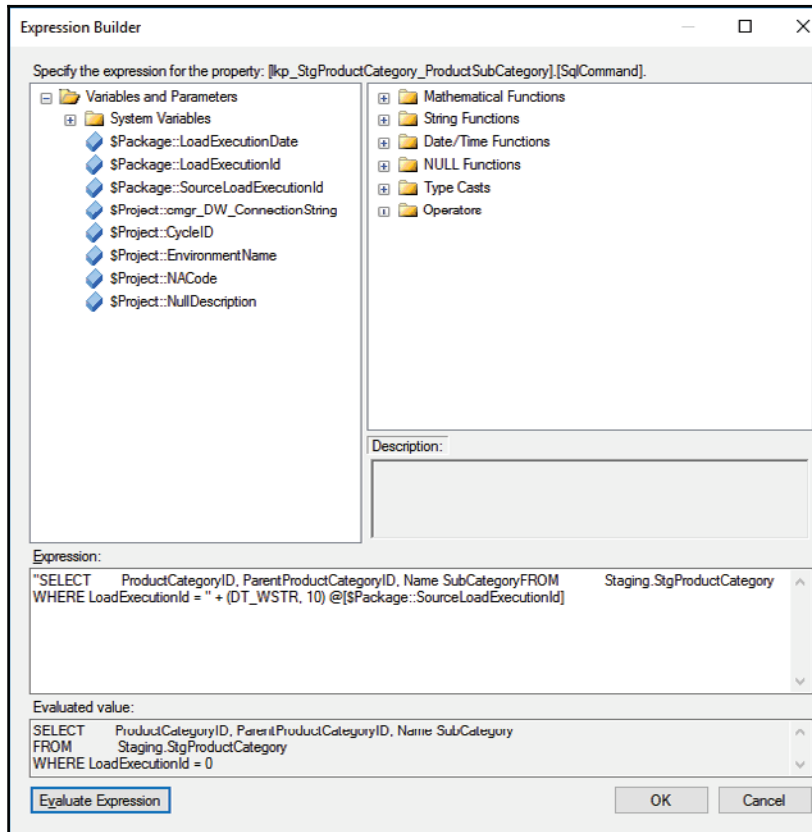 Expression Builder
Specify the expression for the property: [lkp_StgProductCategory_ProductSubCategory].[SqlCommand].
Variables and Parameters
System Variables
$Package::LoadExecutionDate
$Package::LoadExecutionId
$Package::SourceLoadExecutionId
$Project::cmgr_DW_ConnectionString
$Project::CycleID
$Project::EnvironmentName
$Project::NACode
$Project::NullDescription
Mathematical Functions
String Functions
Date/Time Functions
NULL Functions
Type Casts
Operators
Description:
Expression:
"SELECT ProductCategoryID, ParentProductCategoryID, Name SubCategoryFROM Staging.StgProductCategory
WHERE LoadExecutionId = " + (DT_WSTR, 10) @[$Package::SourceLoadExecutionId]
Evaluated value:
SELECT ProductCategoryID, ParentProductCategoryID, Name SubCategory
FROM Staging.StgProductCategory
WHERE LoadExecutionId = 0
Evaluate Expression
OK
Cancel